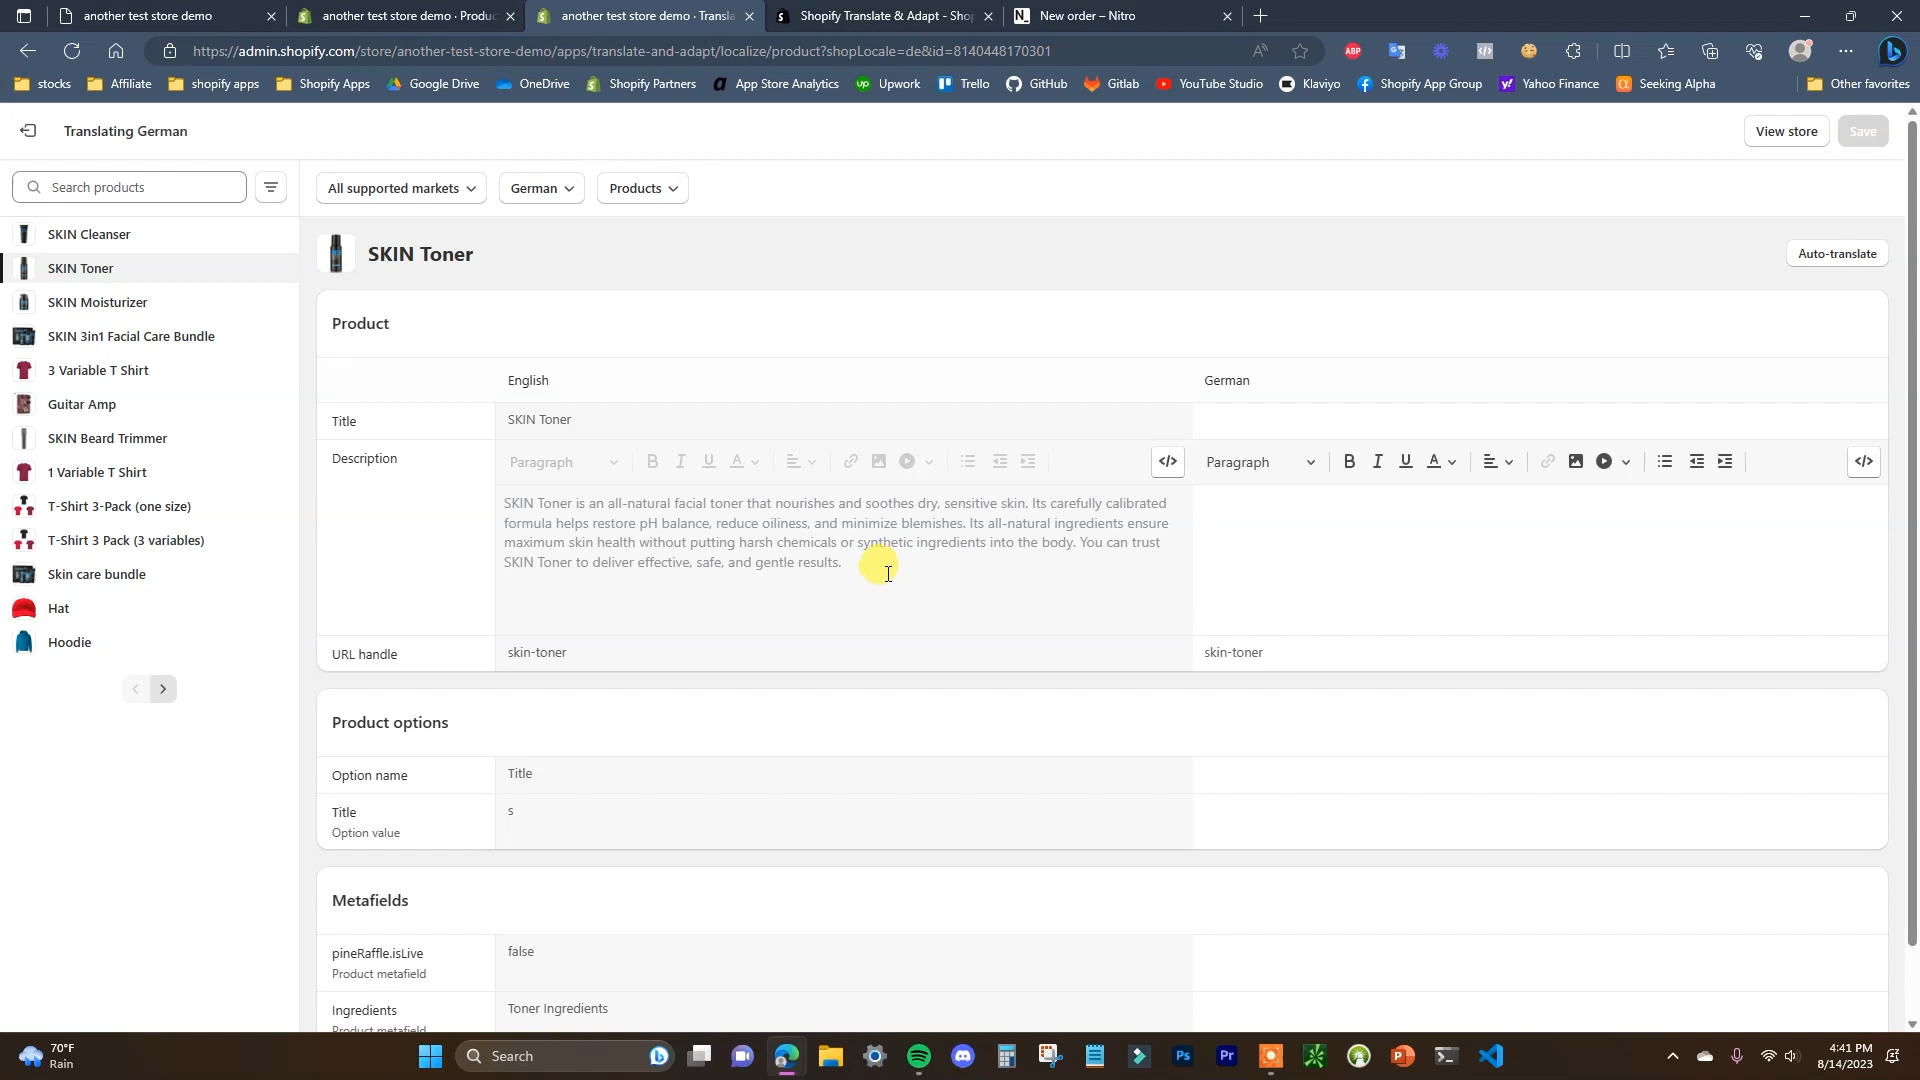 another test store demo
another test store demo · Produc
another test store demo · Transla
Shopify Translate & Adapt - Shop
New order – Nitro
https://admin.shopify.com/store/another-test-store-demo/apps/translate-and-adapt/localize/product?shopLocale=de&id=8140448170301
stocks
Affiliate
shopify apps
Shopify Apps
Google Drive
OneDrive
Shopify Partners
App Store Analytics
Upwork
Trello
GitHub
Gitlab
YouTube Studio
Klaviyo
Shopify App Group
Yahoo Finance
Seeking Alpha
Other favorites
Translating German
View store
Save
Search products
All supported markets
German
Products
SKIN Cleanser
SKIN Toner
SKIN Moisturizer
SKIN 3in1 Facial Care Bundle
3 Variable T Shirt
Guitar Amp
SKIN Beard Trimmer
1 Variable T Shirt
T-Shirt 3-Pack (one size)
T-Shirt 3 Pack (3 variables)
Skin care bundle
Hat
Hoodie
SKIN Toner
Auto-translate
Product
English
German
Title
SKIN Toner
Description
Paragraph
B I U A
Paragraph
B I U A
SKIN Toner is an all-natural facial toner that nourishes and soothes dry, sensitive skin. Its carefully calibrated
formula helps restore pH balance, reduce oiliness, and minimize blemishes. Its all-natural ingredients ensure
maximum skin health without putting harsh chemicals or synthetic ingredients into the body. You can trust
SKIN Toner to deliver effective, safe, and gentle results.
URL handle
skin-toner
skin-toner
Product options
Option name
Title
Title
Option value
s
Metafields
pineRaffle.isLive
Product metafield
false
Ingredients
Product metafield
Toner Ingredients
70°F
Rain
Search
4:41 PM
8/14/2023